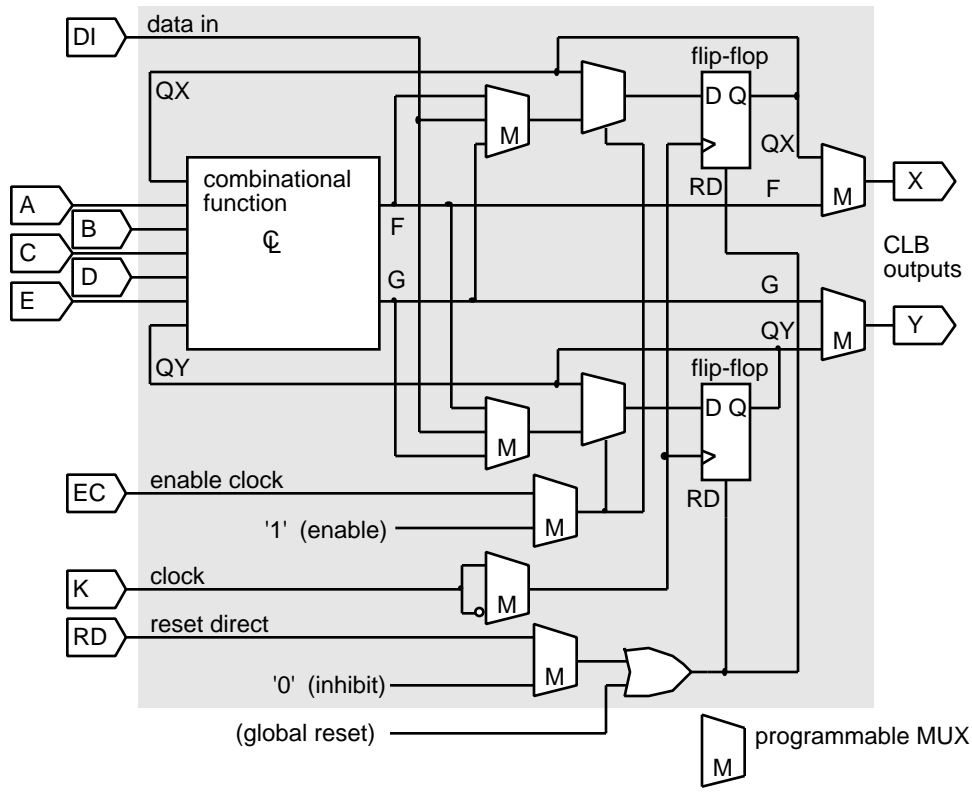 DI
data in
QX
flip-flop
D Q
M
RD
QX
M
X
A
B
C
D
E
combinational
function
CL
F
F
G
G
CLB
outputs
M
Y
QY
QY
flip-flop
D Q
M
RD
EC
enable clock
'1' (enable)
M
K
clock
M
RD
reset direct
'0' (inhibit)
M
(global reset)
M
programmable MUX